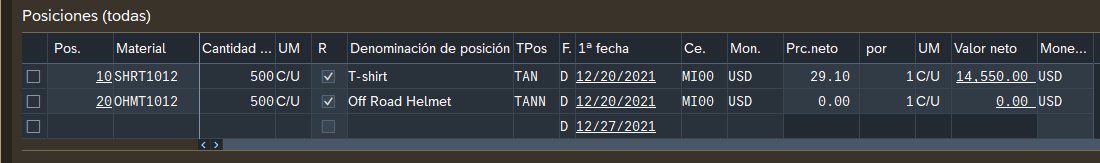 Posiciones (todas)
Pos. Material Cantidad ... UM R Denominación de posición TPos F. 1ª fecha Ce. Mon. Prc.neto por UM Valor neto Mone...
10 SHRT1012 500 C/U T-shirt TAN D 12/20/2021 MI00 USD 29.10 1 C/U 14,550.00 USD
20 OHMT1012 500 C/U Off Road Helmet TANN D 12/20/2021 MI00 USD 0.00 1 C/U 0.00 USD
D 12/27/2021